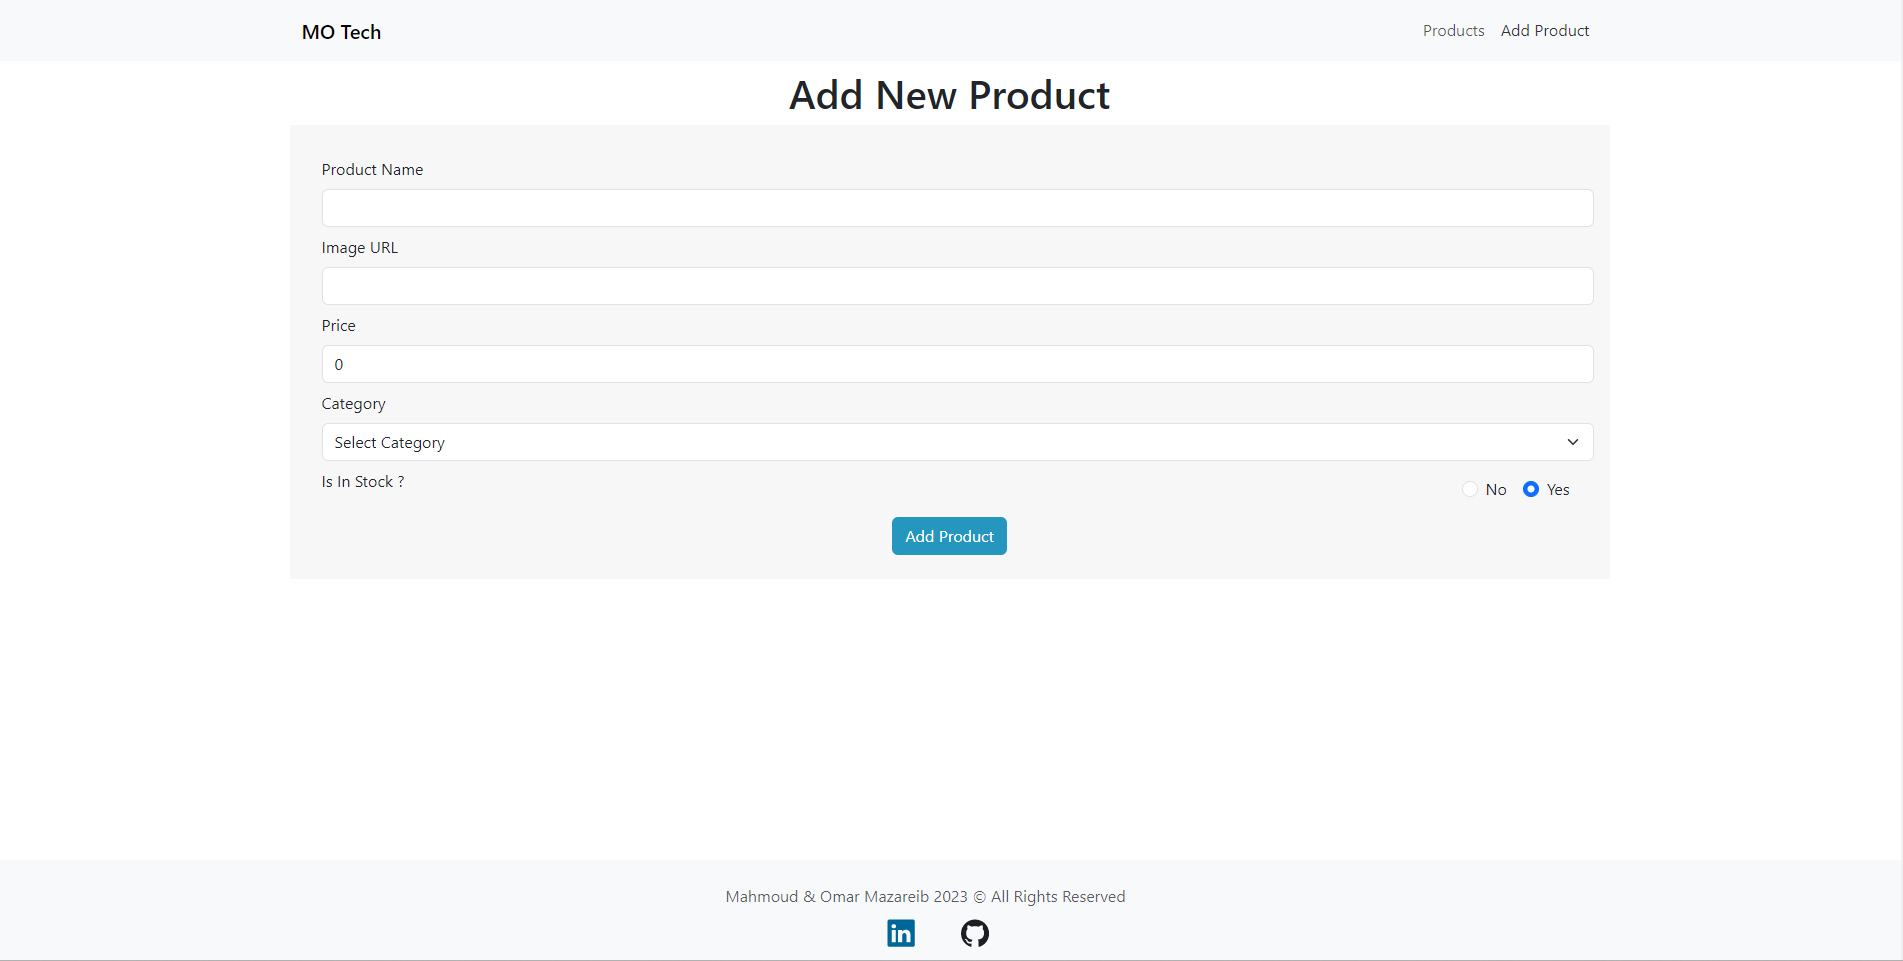 MO Tech
Products Add Product
Add New Product
Product Name
Image URL
Price
0
Category
Select Category
Is In Stock ?
No Yes
Add Product
Mahmoud & Omar Mazareib 2023 © All Rights Reserved
in